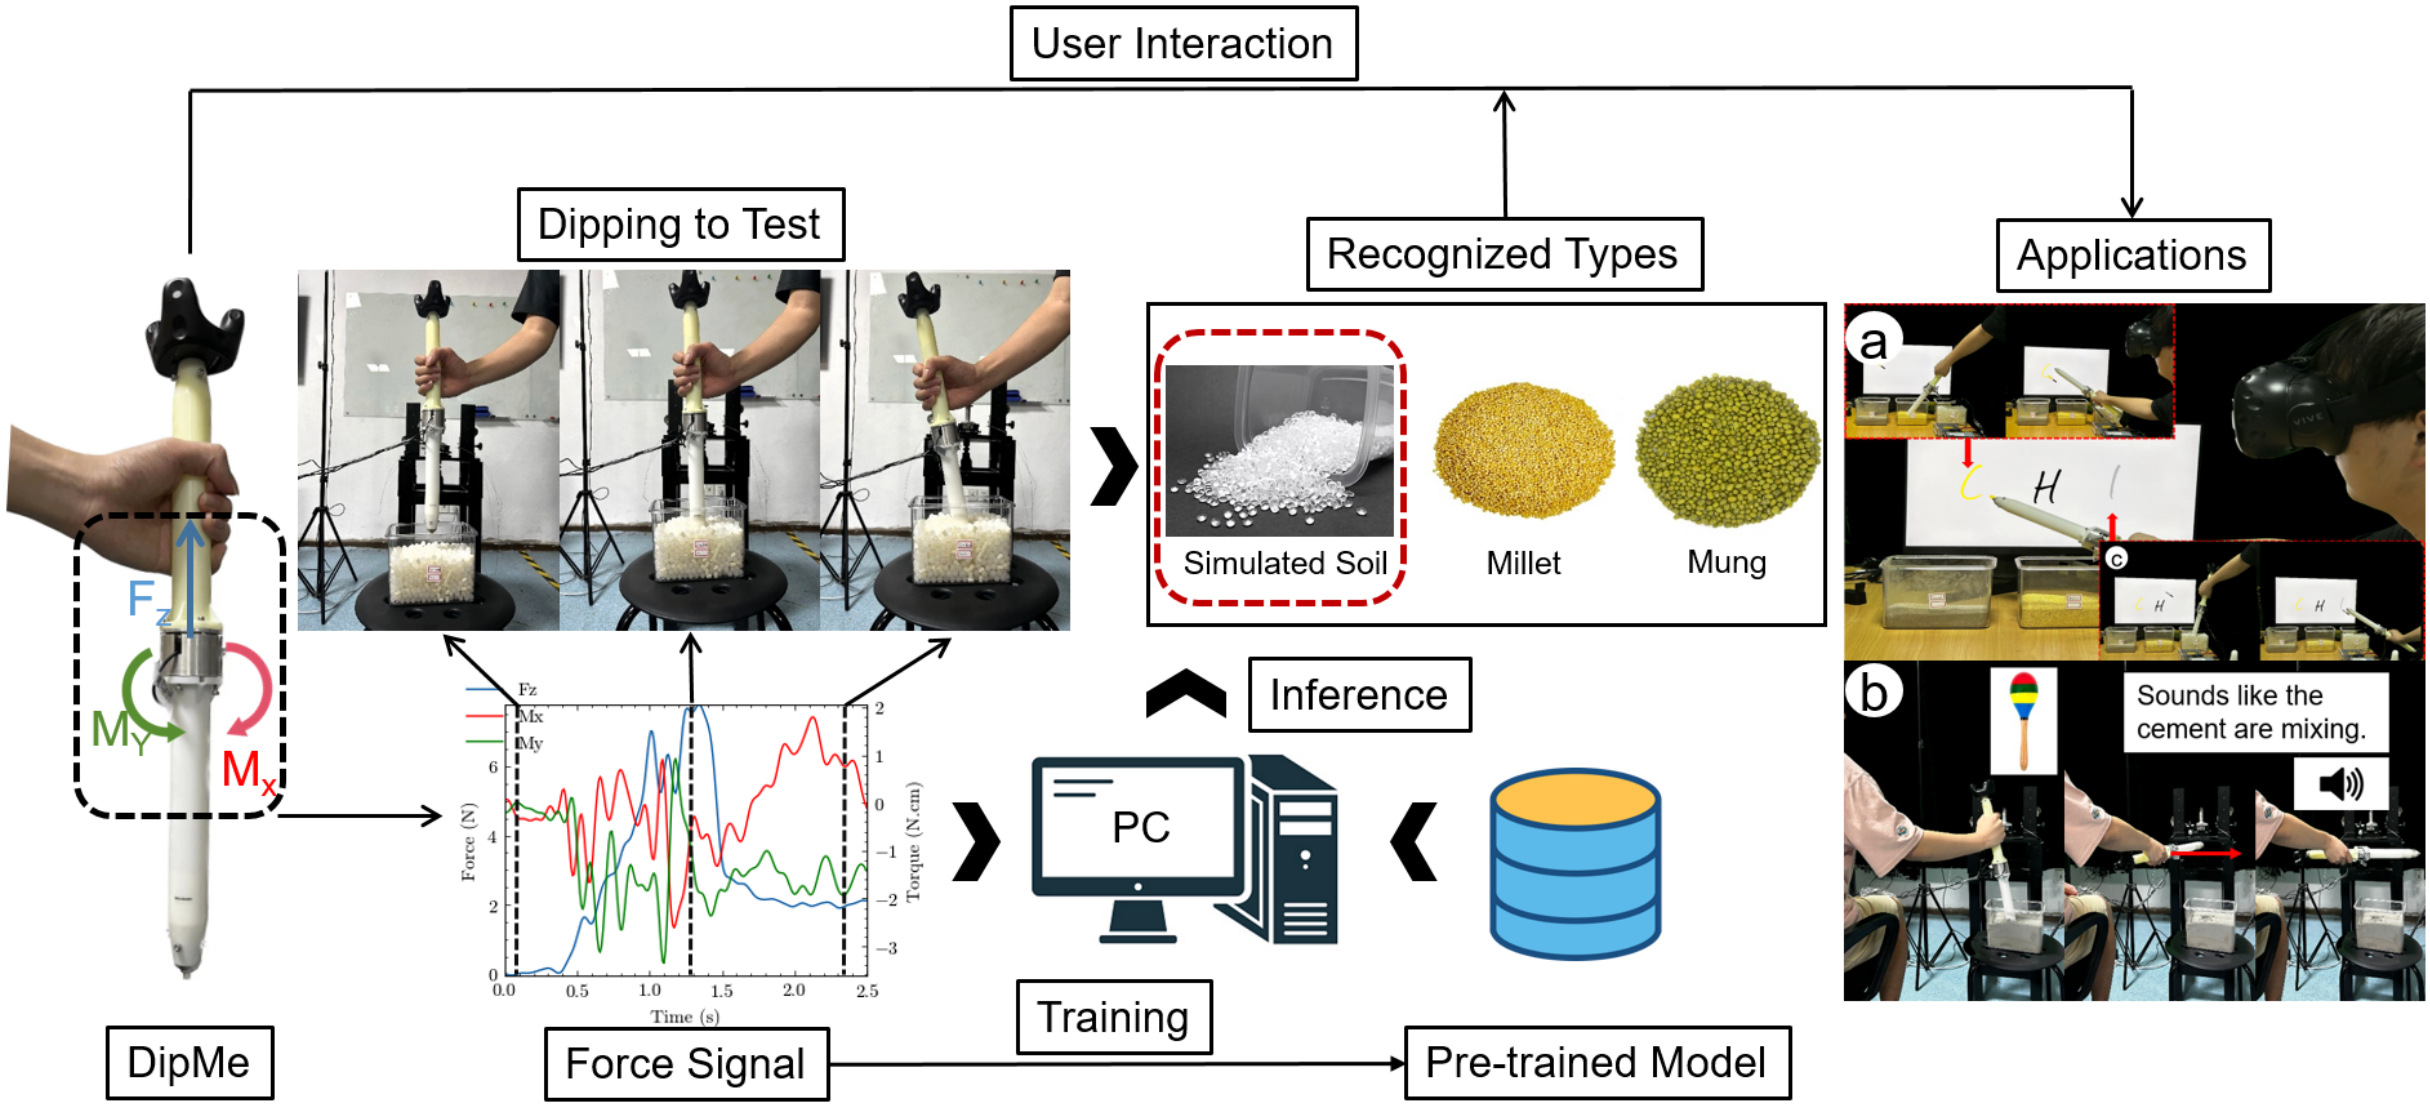 User Interaction
Dipping to Test
Recognized Types
Applications
Simulated Soil
Millet
Mung
F_z
M_Y
M_x
Fz
Mx
My
Force (N)
0
2
4
6
Torque (N.cm)
2
1
0
−1
−2
−3
0.0 0.5 1.0 1.5 2.0 2.5
Time (s)
PC
Inference
Training
DipMe
Force Signal
Pre-trained Model
a
VIVE
C H I
c
C H
C H
b
Sounds like the
cement are mixing.